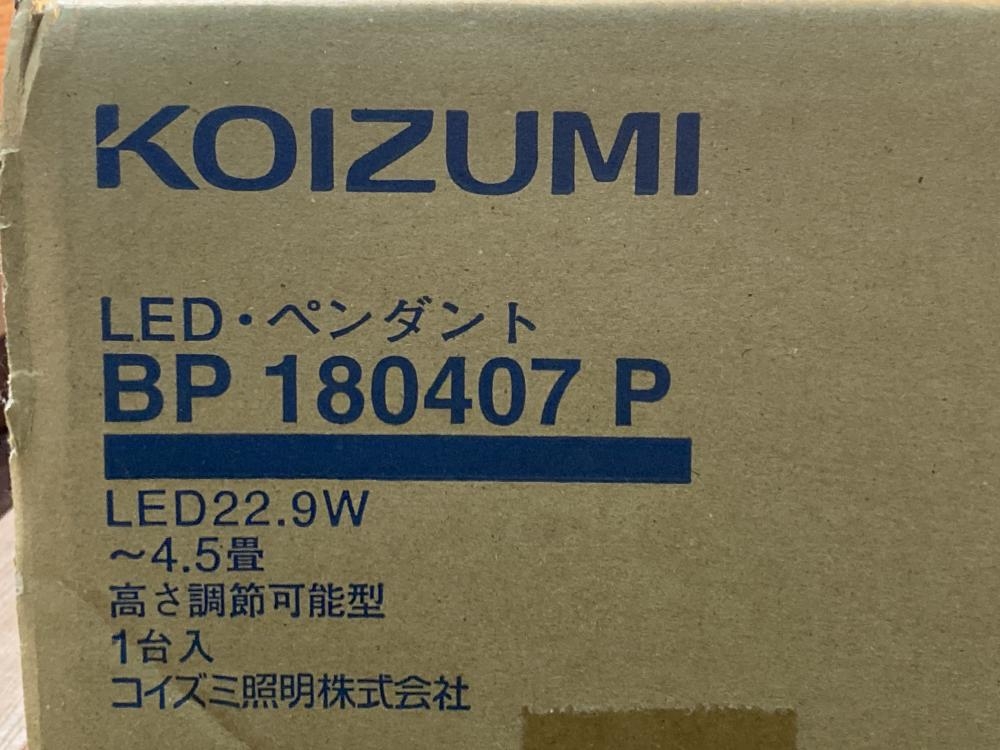 KOIZUMI
LED・ペンダント
BP 180407 P
LED22.9W
～4.5畳
高さ調節可能型
1台入
コイズミ照明株式会社